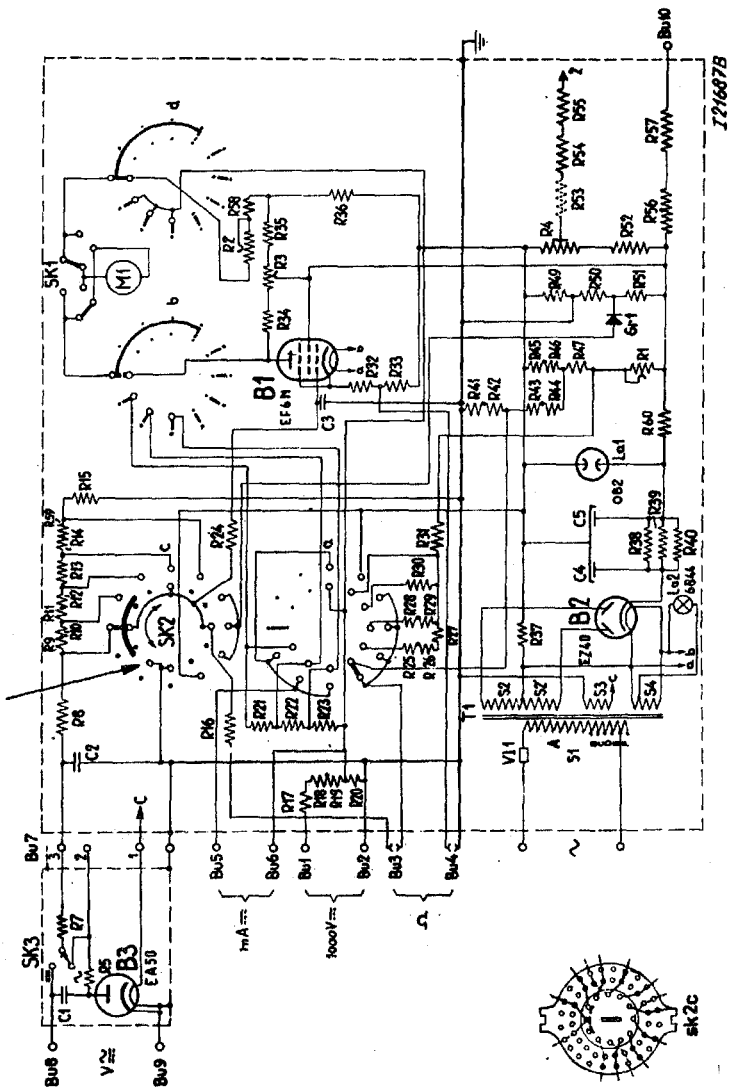 Bu8
V≂
Bu9
SK3
C1
~
R5
R7
B3
EA50
Bu7
3
2
1
C
C2
R8
R9
R10
R11
R12
R13
R14
R59
R15
SK2
c
R16
R24
Bu5
mA=
Bu6
Bu1
1000V=
Bu2
Bu3
Ω
Bu4
R17
R18
R19
R20
R21
R22
R23
a
R25
R26
R27
R28
R29
R30
R31
SK1
M1
b
d
R2
R58
R34
R3
R35
R36
B1
EF6N
a
b
C3
R32
R33
R41
R42
R43
R44
R45
R46
R47
R49
R50
R51
Gr1
R1
R60
La1
OB2
C4
C5
R38
R39
R40
La2
6844
B2
EZ40
R37
a
b
T1
S2
S2'
S3
c
S4
VI1
A
S1
~
R4
R52
R53
R54
R55
2
R56
R57
Bu10
I21687B
sk2c